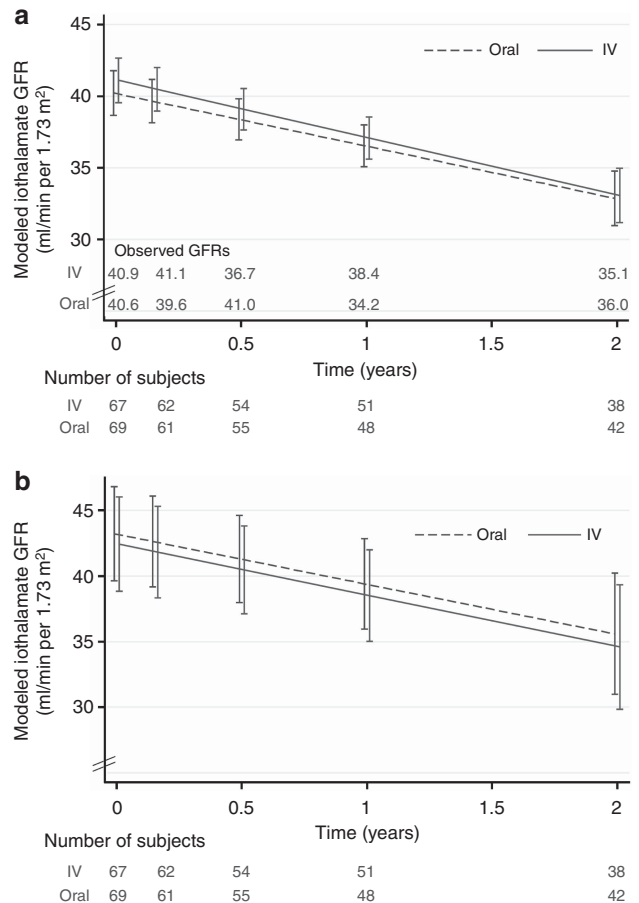 a
45
40
35
30
Modeled iothalamate GFR
(ml/min per 1.73 m²)
Oral IV
Observed GFRs
IV 40.9 41.1 36.7 38.4 35.1
Oral 40.6 39.6 41.0 34.2 36.0
0 0.5 1 1.5 2
Time (years)
Number of subjects
IV 67 62 54 51 38
Oral 69 61 55 48 42
b
45
40
35
30
Modeled iothalamate GFR
(ml/min per 1.73 m²)
Oral IV
0 0.5 1 1.5 2
Time (years)
Number of subjects
IV 67 62 54 51 38
Oral 69 61 55 48 42